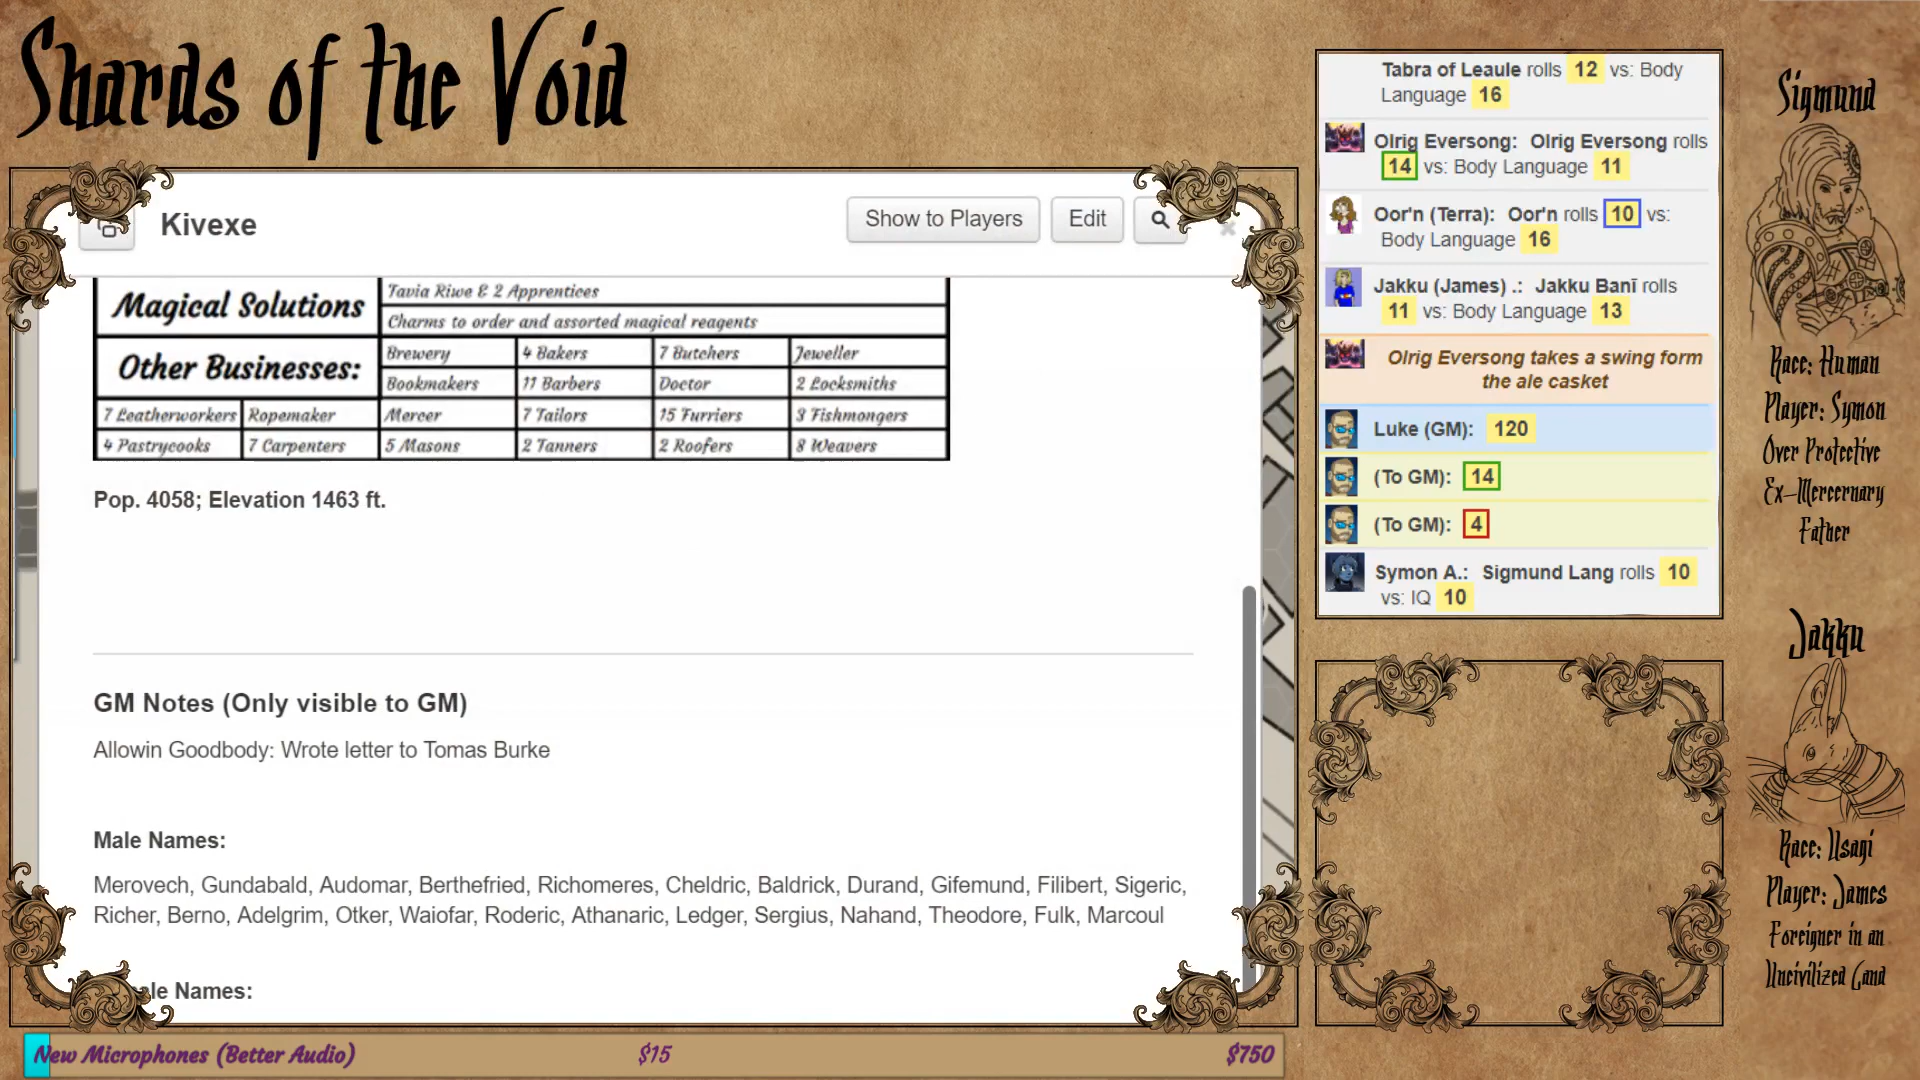 Shards of the Void
Kivexe
Show to Players
Edit
Magical Solutions
Tavia Riwe & 2 Apprentices
Charms to order and assorted magical reagents
Other Businesses:
Brewery
4 Bakers
7 Butchers
Jeweller
Bookmakers
11 Barbers
Doctor
2 Locksmiths
7 Leatherworkers
Ropemaker
Mercer
7 Tailors
15 Furriers
3 Fishmongers
4 Pastrycooks
7 Carpenters
5 Masons
2 Tanners
2 Roofers
8 Weavers
Pop. 4058; Elevation 1463 ft.
GM Notes (Only visible to GM)
Allowin Goodbody: Wrote letter to Tomas Burke
Male Names:
Merovech, Gundabald, Audomar, Berthefried, Richomeres, Cheldric, Baldrick, Durand, Gifemund, Filibert, Sigeric,
Richer, Berno, Adelgrim, Otker, Waiofar, Roderic, Athanaric, Ledger, Sergius, Nahand, Theodore, Fulk, Marcoul
le Names:
New Microphones (Better Audio)
$15
$750
Tabra of Leaule rolls 12 vs: Body
Language 16
Olrig Eversong: Olrig Eversong rolls
14 vs: Body Language 11
Oor'n (Terra): Oor'n rolls 10 vs:
Body Language 16
Jakku (James) .: Jakku Banī rolls
11 vs: Body Language 13
Olrig Eversong takes a swing form
the ale casket
Luke (GM): 120
(To GM): 14
(To GM): 4
Symon A.: Sigmund Lang rolls 10
vs: IQ 10
Sigmund
Race: Human
Player: Symon
Over Protective
Ex-Mercernary
Father
Jakku
Race: Usagi
Player: James
Foreigner in an
Uncivilized Land